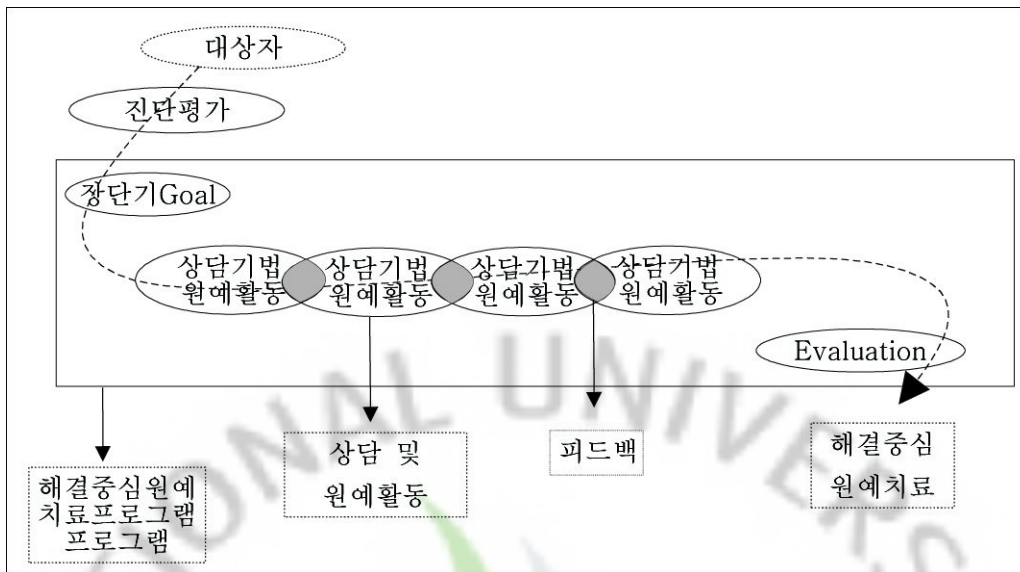 대상자
진단평가
장단기Goal
상담기법 상담기법 상담기법 상담기법
원예활동 원예활동 원예활동 원예활동
Evaluation
상담 및
원예활동
피드백
해결중심
원예치료
해결중심원예
치료프로그램
프로그램